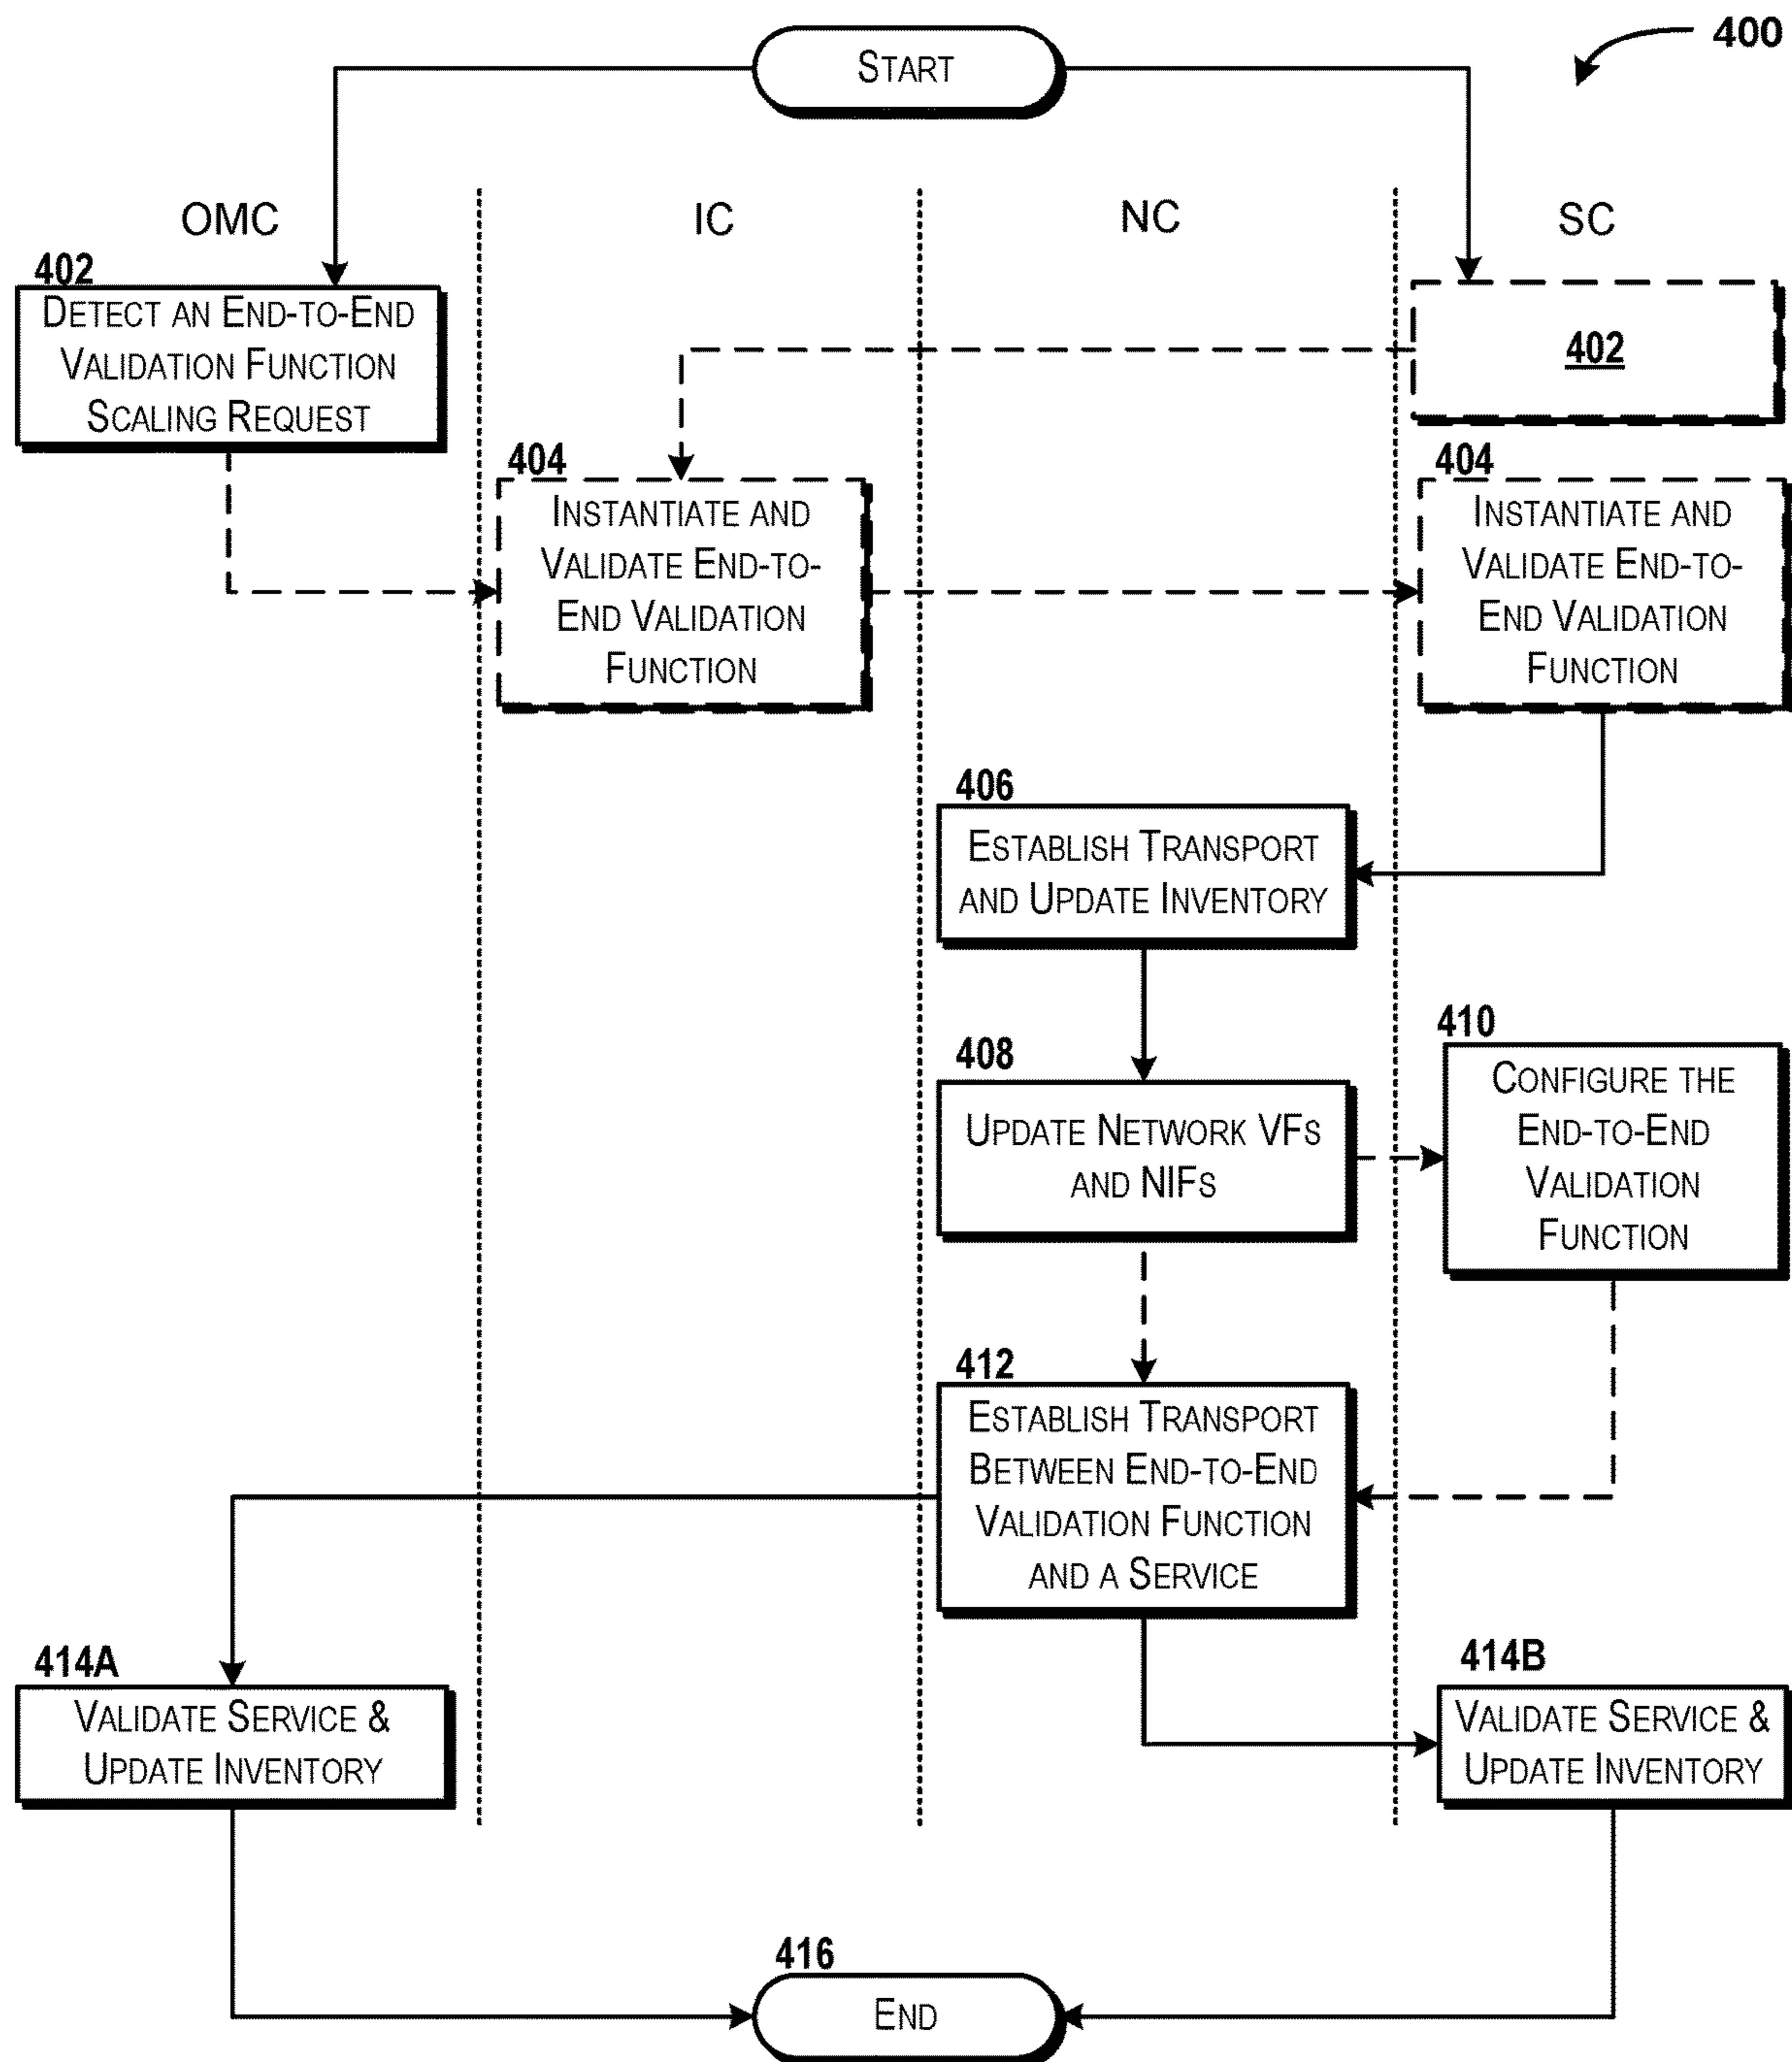 400
START
OMC
IC
NC
SC
402
DETECT AN END-TO-END
VALIDATION FUNCTION
SCALING REQUEST
402
404
INSTANTIATE AND
VALIDATE END-TO-
END VALIDATION
FUNCTION
404
INSTANTIATE AND
VALIDATE END-TO-
END VALIDATION
FUNCTION
406
ESTABLISH TRANSPORT
AND UPDATE INVENTORY
408
UPDATE NETWORK VFS
AND NIFS
410
CONFIGURE THE
END-TO-END
VALIDATION
FUNCTION
412
ESTABLISH TRANSPORT
BETWEEN END-TO-END
VALIDATION FUNCTION
AND A SERVICE
414A
VALIDATE SERVICE &
UPDATE INVENTORY
414B
VALIDATE SERVICE &
UPDATE INVENTORY
416
END